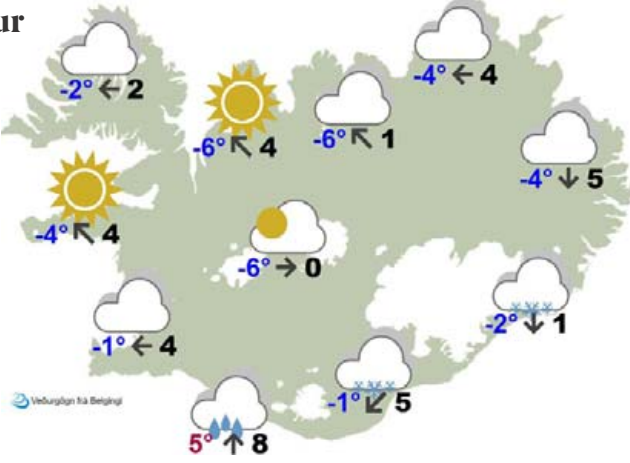 ur
-2° ← 2
-4° ← 4
-6° ↖ 4
-6° ↖ 1
-4° ↓ 5
-4° ↖ 4
-6° → 0
-2° ↓ 1
-1° ← 4
-1° ↙ 5
5° ↑ 8
Veðurgögn frá Belgingi